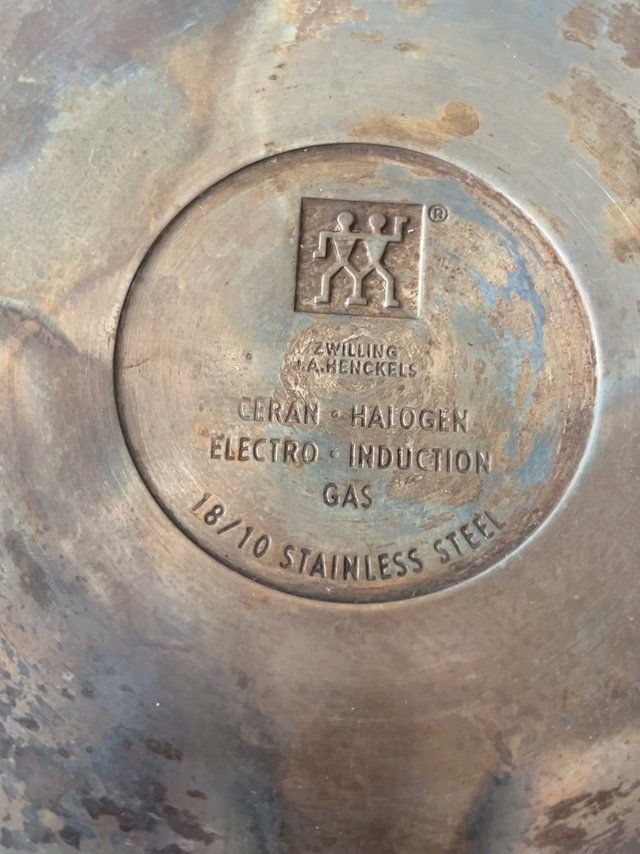 ®
ZWILLING
J.A.HENCKELS
CERAN · HALOGEN
ELECTRO · INDUCTION
GAS
18/10 STAINLESS STEEL